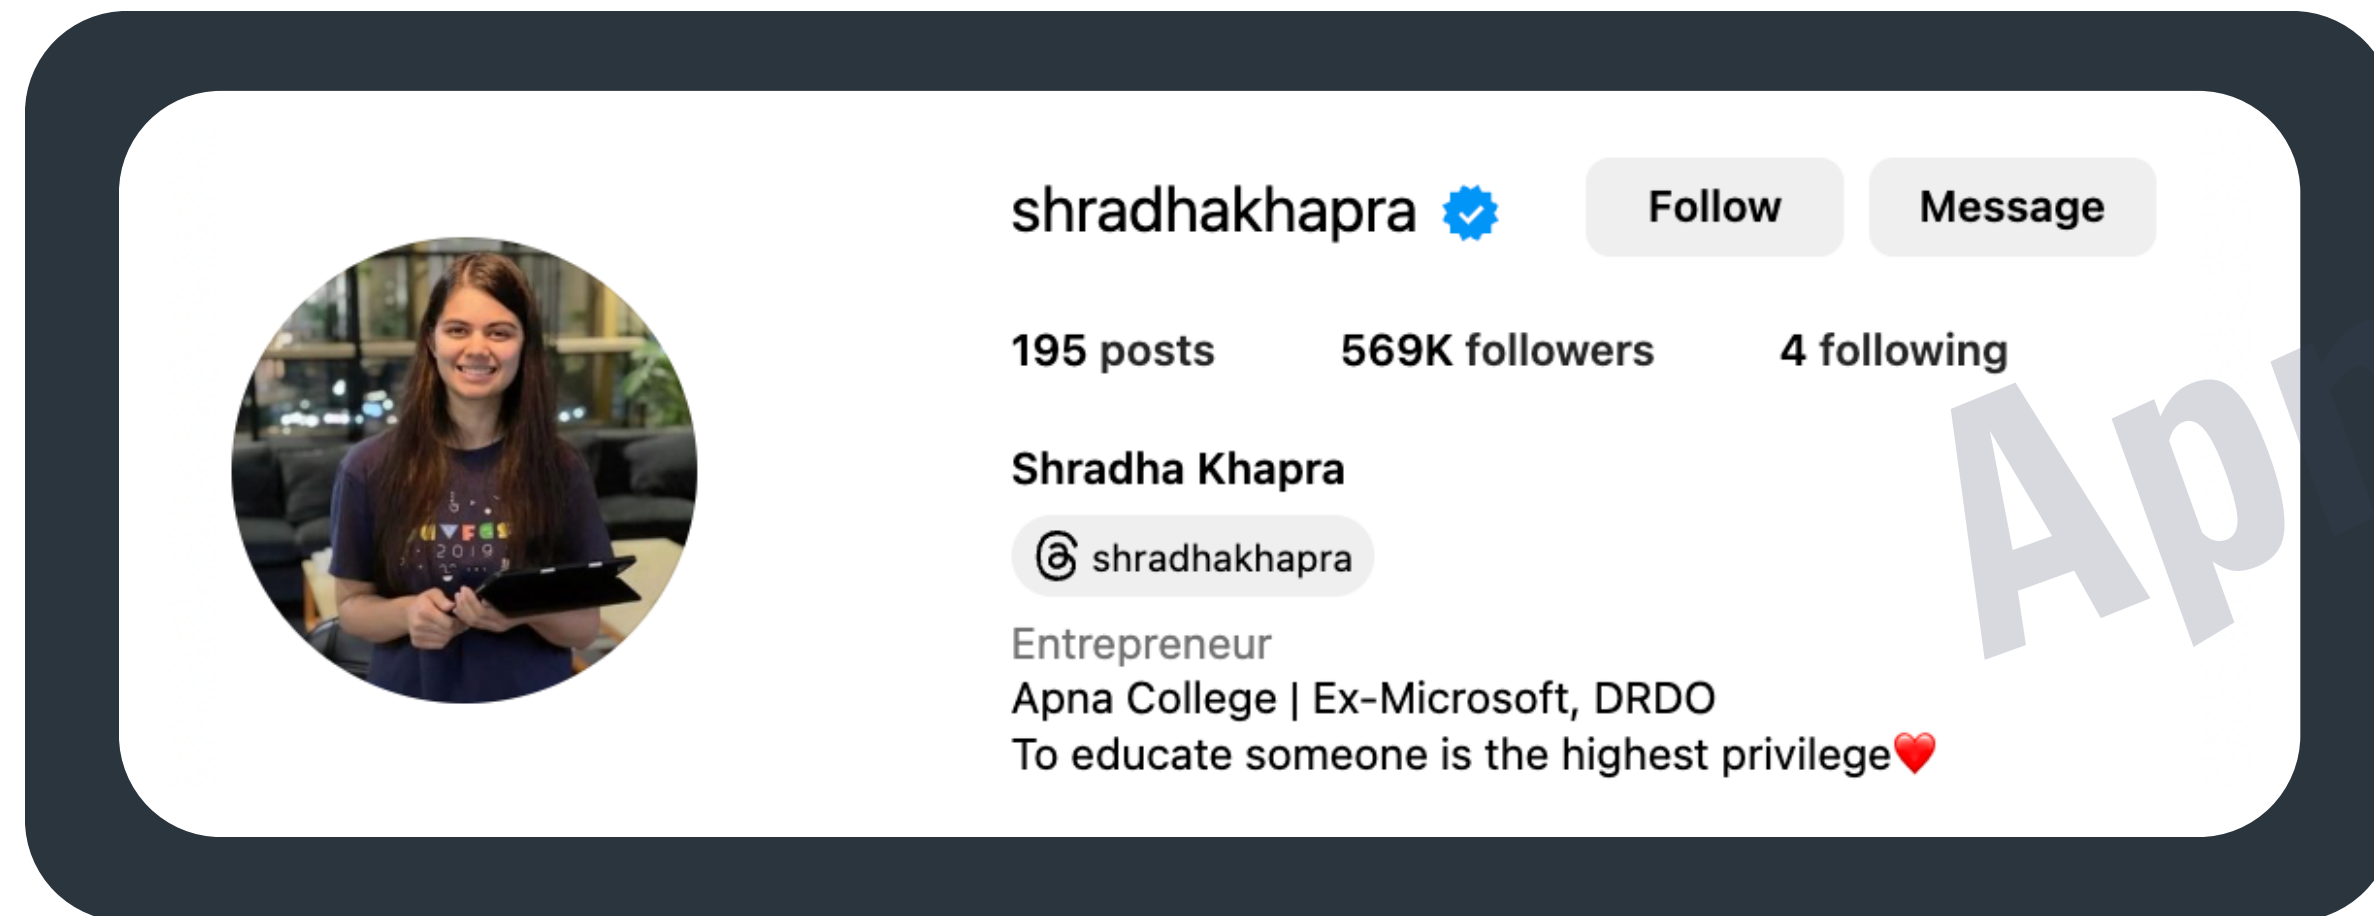 shradhakhapra
Follow
Message
195 posts
569K followers
4 following
Shradha Khapra
shradhakhapra
Entrepreneur
Apna College | Ex-Microsoft, DRDO
To educate someone is the highest privilege❤️
2019